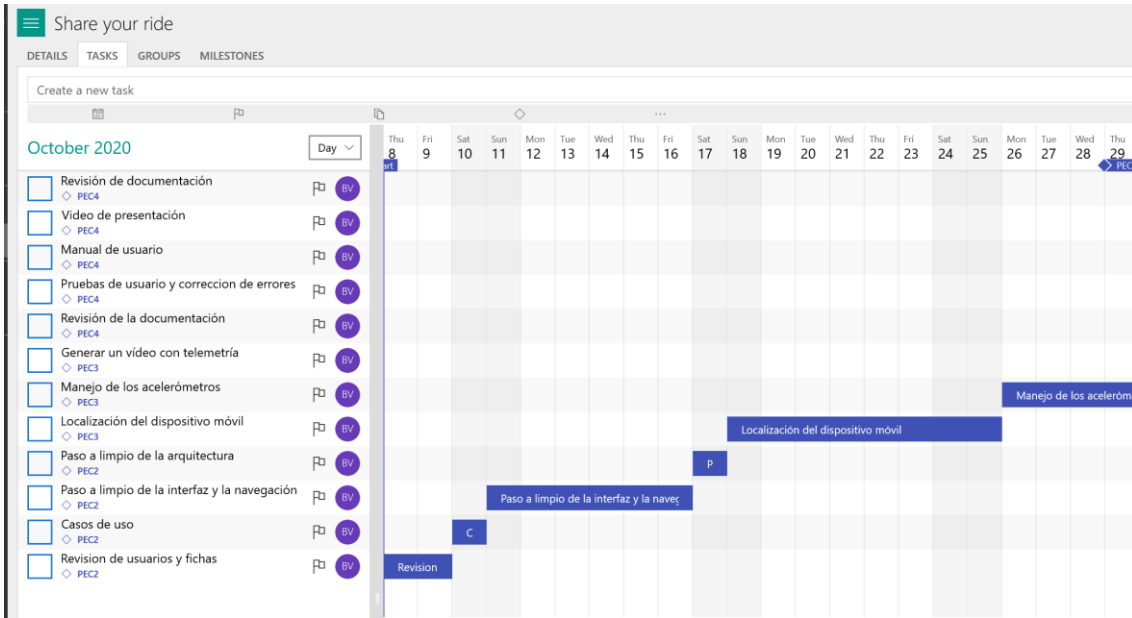 Share your ride
DETAILS TASKS GROUPS MILESTONES
Create a new task
...
October 2020 Day
Thu Fri Sat Sun Mon Tue Wed Thu Fri Sat Sun Mon Tue Wed Thu Fri Sat Sun Mon Tue Wed Thu
8 9 10 11 12 13 14 15 16 17 18 19 20 21 22 23 24 25 26 27 28 29
art PEC
Revisión de documentación BV
PEC4
Video de presentación BV
PEC4
Manual de usuario BV
PEC4
Pruebas de usuario y correccion de errores BV
PEC4
Revisión de la documentación BV
PEC4
Generar un vídeo con telemetría BV
PEC3
Manejo de los acelerómetros BV Manejo de los aceleróm
PEC3
Localización del dispositivo móvil BV Localización del dispositivo móvil
PEC3
Paso a limpio de la arquitectura BV P
PEC2
Paso a limpio de la interfaz y la navegación BV Paso a limpio de la interfaz y la naveg
PEC2
Casos de uso BV C
PEC2
Revision de usuarios y fichas BV Revision
PEC2